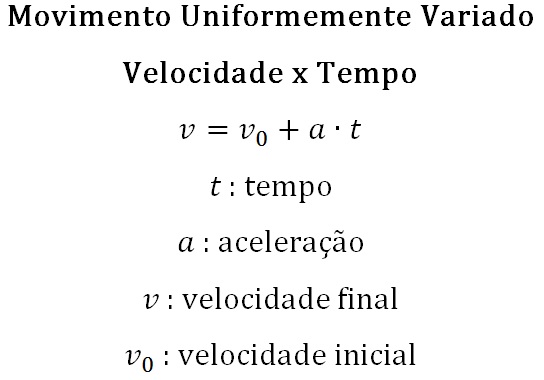 Movimento Uniformemente Variado
Velocidade x Tempo
v = v₀ + a · t
t : tempo
a : aceleração
v : velocidade final
v₀ : velocidade inicial